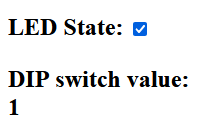 LED State:
DIP switch value:
1